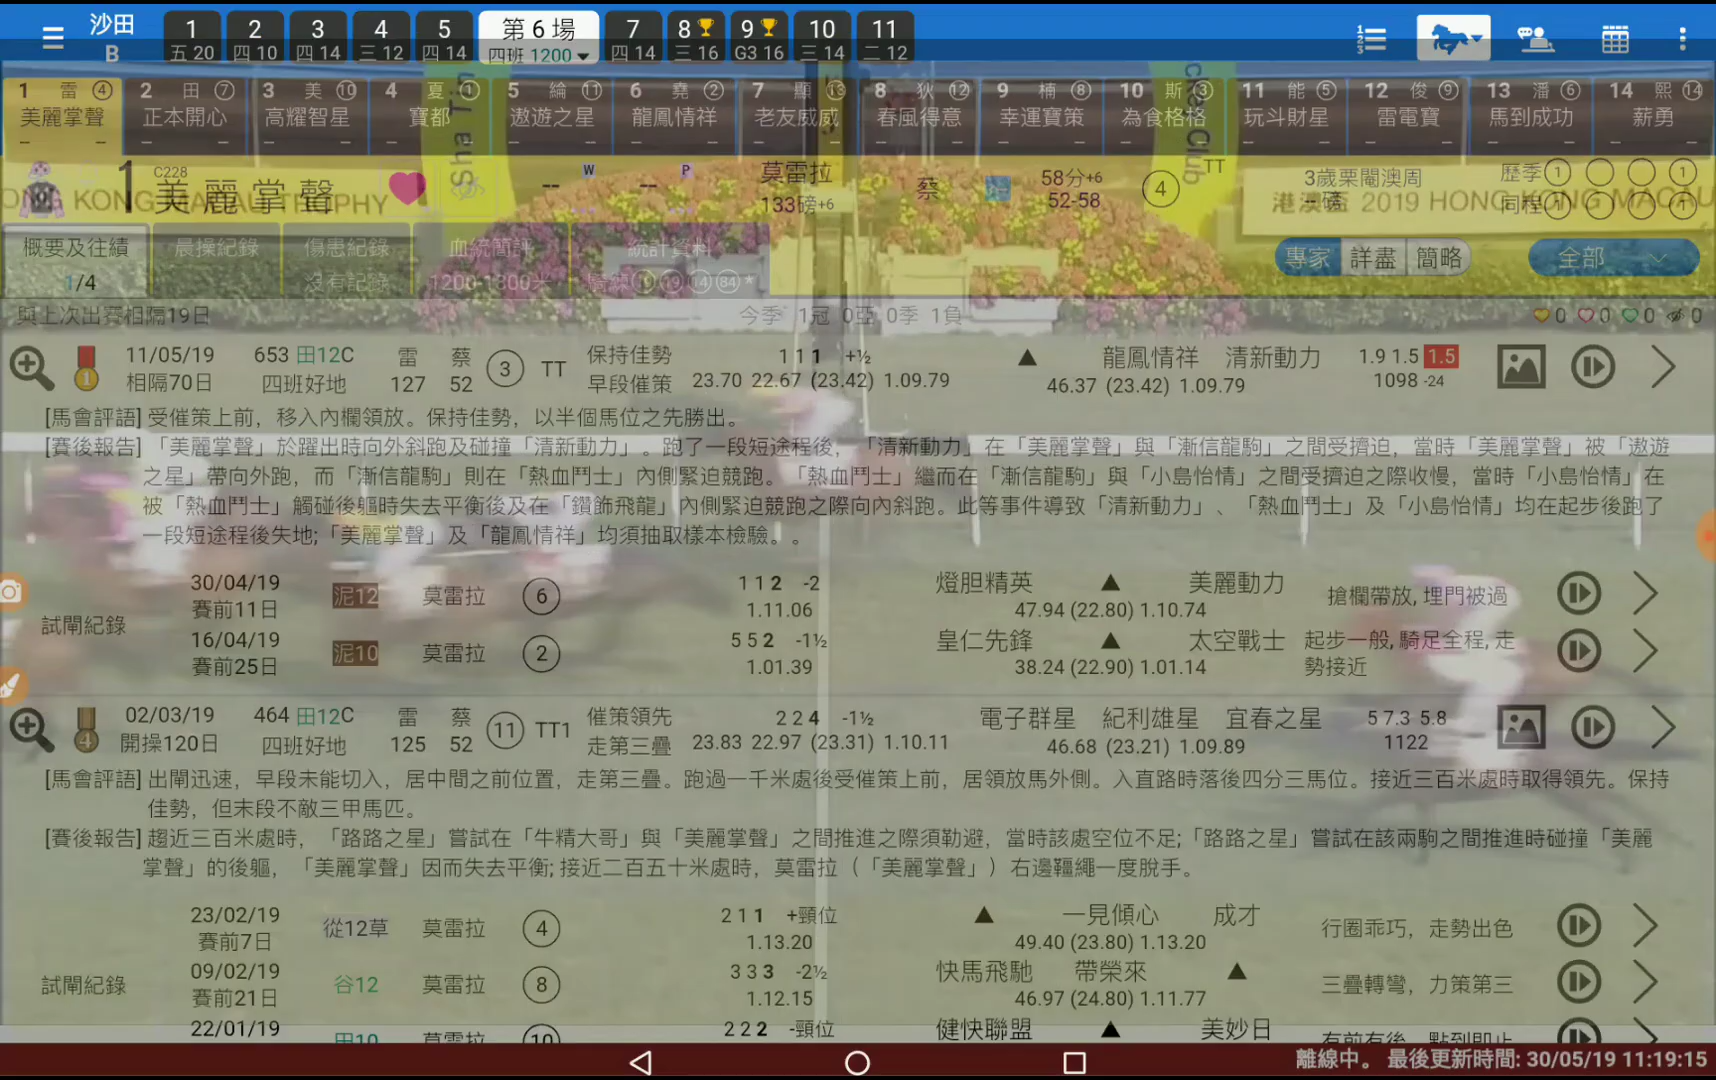 沙田 B
1 五 20
2 四 10
3 四 14
4 三 12
5 四 14
第 6 場 四班 1200
7 四 14
8 三 16
9 G3 16
10 三 14
11 二 12
1 雷 4 美麗掌聲 – –
2 田 7 正本開心 – –
3 美 10 高耀智星 – –
4 夏 1 寶都 – –
5 綸 11 遨遊之星 – –
6 堯 2 龍鳳情祥 – –
7 顯 13 老友威威 – –
8 狄 12 春風得意 – –
9 楠 8 幸運寶策 – –
10 斯 3 為食格格 – –
11 能 5 玩斗財星 – –
12 俊 9 雷電寶 – –
13 潘 6 馬到成功 – –
14 熙 14 薪勇 – –
Sha Tin
1 C228 美麗掌聲
-- W -- P
莫雷拉 133磅+6
蔡
58分+6
52-58
4 TT
3歲栗閹澳周
歷季 1 1
同程 1 1
KONG MACAU TROPHY
港澳盃 2019 HONG KONG MACAU
概要及往績 1/4
晨操紀錄
傷患紀錄 沒有記錄
血統簡評 1200-1800米
統計資料 騎練 19 14 84 *
專家 詳盡 簡略
全部
與上次出賽相隔19日
今季 1冠 0亞 0季 1負
0 0 0 0
11/05/19 653 田12C 雷 蔡 3 TT 保持佳勢 1 1 1 +½ ▲ 龍鳳情祥 清新動力 1.9 1.5 1.5
相隔70日 四班好地 127 52 早段催策 23.70 22.67 (23.42) 1.09.79 46.37 (23.42) 1.09.79 1098 -24
[馬會評語] 受催策上前，移入內欄領放。保持佳勢，以半個馬位之先勝出。
[賽後報告] 「美麗掌聲」於躍出時向外斜跑及碰撞「清新動力」。跑了一段短途程後，「清新動力」在「美麗掌聲」與「漸信龍駒」之間受擠迫，當時「美麗掌聲」被「遨遊
之星」帶向外跑，而「漸信龍駒」則在「熱血鬥士」內側緊迫競跑。「熱血鬥士」繼而在「漸信龍駒」與「小島怡情」之間受擠迫之際收慢，當時「小島怡情」在
被「熱血鬥士」觸碰後軀時失去平衡後及在「鑽飾飛龍」內側緊迫競跑之際向內斜跑。此等事件導致「清新動力」、「熱血鬥士」及「小島怡情」均在起步後跑了
一段短途程後失地;「美麗掌聲」及「龍鳳情祥」均須抽取樣本檢驗。。
試閘紀錄
30/04/19 泥12 莫雷拉 6 1 1 2 -2 燈胆精英 ▲ 美麗動力 搶欄帶放, 埋門被過
賽前11日 1.11.06 47.94 (22.80) 1.10.74
16/04/19 泥10 莫雷拉 2 5 5 2 -1½ 皇仁先鋒 ▲ 太空戰士 起步一般, 騎足全程, 走
賽前25日 1.01.39 38.24 (22.90) 1.01.14 勢接近
02/03/19 464 田12C 雷 蔡 11 TT1 催策領先 2 2 4 -1½ 電子群星 紀利雄星 宜春之星 5 7.3 5.8
開操120日 四班好地 125 52 走第三疊 23.83 22.97 (23.31) 1.10.11 46.68 (23.21) 1.09.89 1122
[馬會評語] 出閘迅速，早段未能切入，居中間之前位置，走第三疊。跑過一千米處後受催策上前，居領放馬外側。入直路時落後四分三馬位。接近三百米處時取得領先。保持
佳勢，但末段不敵三甲馬匹。
[賽後報告] 趨近三百米處時，「路路之星」嘗試在「牛精大哥」與「美麗掌聲」之間推進之際須勒避，當時該處空位不足;「路路之星」嘗試在該兩駒之間推進時碰撞「美麗
掌聲」的後軀，「美麗掌聲」因而失去平衡; 接近二百五十米處時，莫雷拉（「美麗掌聲」）右邊韁繩一度脫手。
試閘紀錄
23/02/19 從12草 莫雷拉 4 2 1 1 +頸位 ▲ 一見傾心 成才 行圈乖巧，走勢出色
賽前7日 1.13.20 49.40 (23.80) 1.13.20
09/02/19 谷12 莫雷拉 8 3 3 3 -2½ 快馬飛馳 帶榮來 ▲ 三疊轉彎，力策第三
賽前21日 1.12.15 46.97 (24.80) 1.11.77
22/01/19 田10 莫雷拉 10 2 2 2 -頸位 健快聯盟 ▲ 美妙日 有前有後，點到即止
離線中。 最後更新時間: 30/05/19 11:19:15